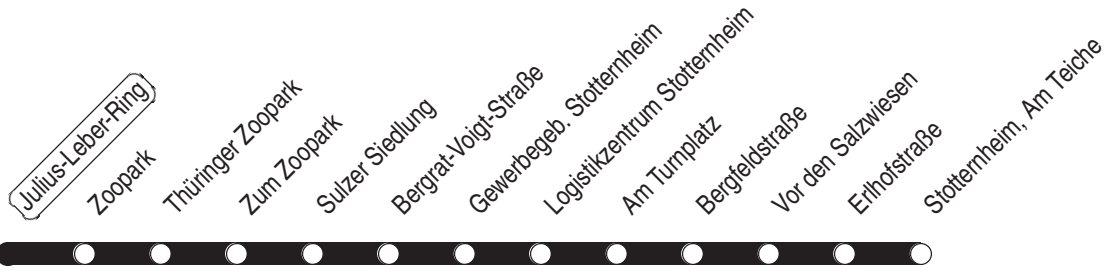 Julius-Leber-Ring
Zoopark
Thüringer Zoopark
Zum Zoopark
Sulzer Siedlung
Bergrat-Voigt-Straße
Gewerbegeb. Stotternheim
Logistikzentrum Stotternheim
Am Turnplatz
Bergfeldstraße
Vor den Salzwiesen
Erlhofstraße
Stotternheim, Am Teiche